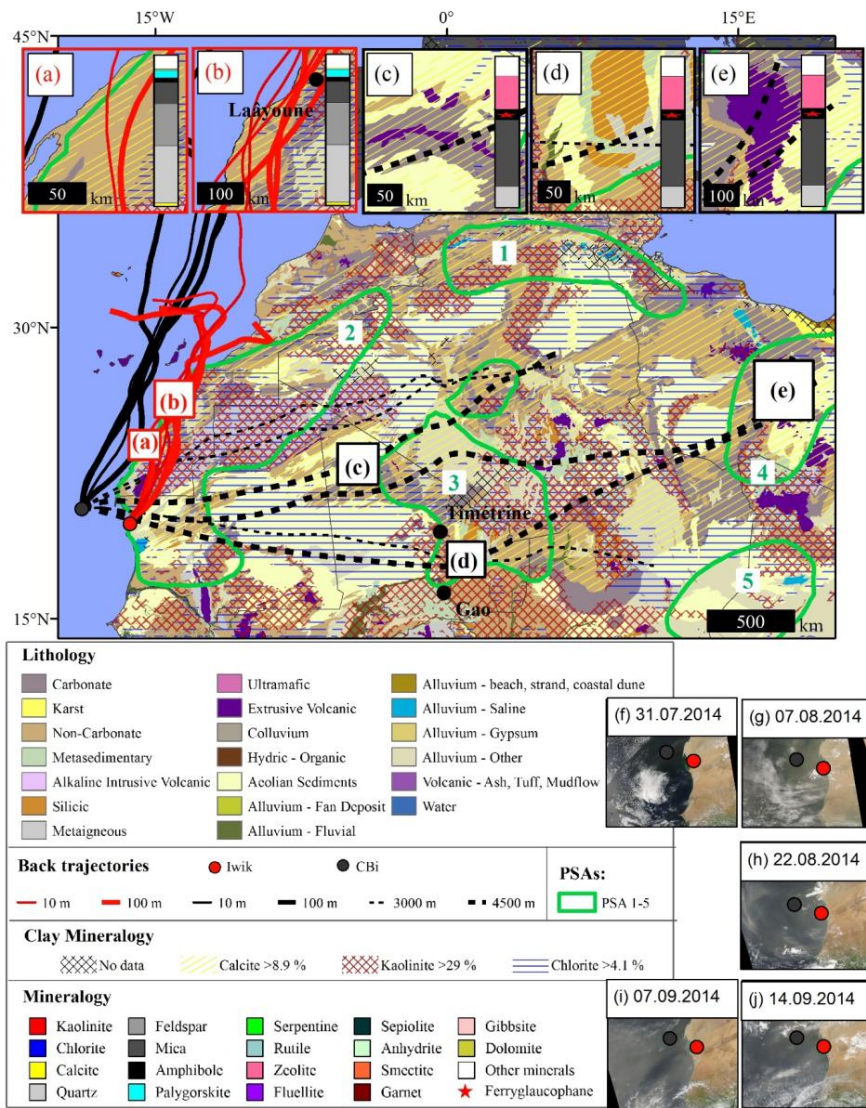 15°W 0° 15°E
45°N
(a) (b) (c) (d) (e)
Laâyoune
50 km 100 km 50 km 50 km 100 km
1
30°N
2
(b) (e)
(a)
(c)
3 4
Timétrine
(d)
5
Gao
15°N
500 km
Lithology
Carbonate Ultramafic Alluvium - beach, strand, coastal dune
Karst Extrusive Volcanic Alluvium - Saline
Non-Carbonate Colluvium Alluvium - Gypsum
Metasedimentary Hydric - Organic Alluvium - Other
Alkaline Intrusive Volcanic Aeolian Sediments Volcanic - Ash, Tuff, Mudflow
Silicic Alluvium - Fan Deposit Water
Metaigneous Alluvium - Fluvial
(f) 31.07.2014 (g) 07.08.2014
Back trajectories Iwik CBi PSAs:
10 m 100 m 10 m 100 m 3000 m 4500 m PSA 1-5
(h) 22.08.2014
Clay Mineralogy
No data Calcite >8.9 % Kaolinite >29 % Chlorite >4.1 %
Mineralogy
(i) 07.09.2014 (j) 14.09.2014
Kaolinite Feldspar Serpentine Sepiolite Gibbsite
Chlorite Mica Rutile Anhydrite Dolomite
Calcite Amphibole Zeolite Smectite Other minerals
Quartz Palygorskite Fluellite Garnet Ferryglaucophane